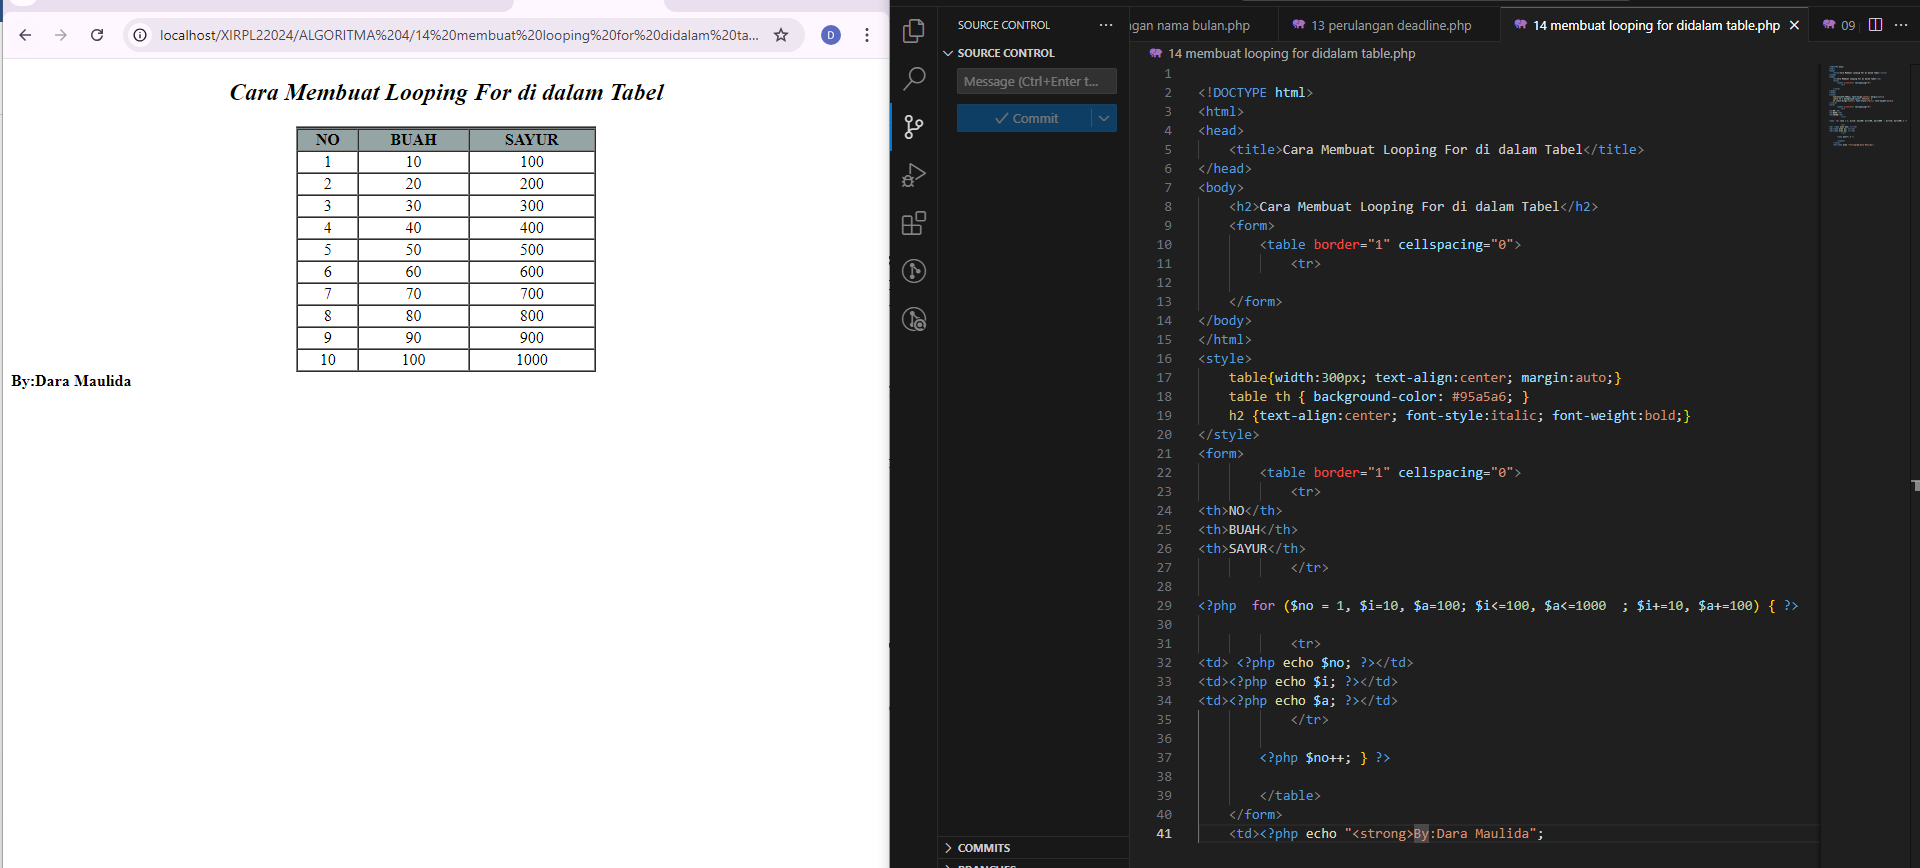 localhost/XIRPL22024/ALGORITMA%204/14%20membuat%20looping%20for%20didalam%20ta...
D
Cara Membuat Looping For di dalam Tabel
NO BUAH SAYUR
1 10 100
2 20 200
3 30 300
4 40 400
5 50 500
6 60 600
7 70 700
8 80 800
9 90 900
10 100 1000
By:Dara Maulida
SOURCE CONTROL
SOURCE CONTROL
Message (Ctrl+Enter t...
Commit
COMMITS
BRANCHES
ngan nama bulan.php
13 perulangan deadline.php
14 membuat looping for didalam table.php
09
14 membuat looping for didalam table.php
1
2 <!DOCTYPE html>
3 <html>
4 <head>
5 <title>Cara Membuat Looping For di dalam Tabel</title>
6 </head>
7 <body>
8 <h2>Cara Membuat Looping For di dalam Tabel</h2>
9 <form>
10 <table border="1" cellspacing="0">
11 <tr>
12
13 </form>
14 </body>
15 </html>
16 <style>
17 table{width:300px; text-align:center; margin:auto;}
18 table th { background-color: #95a5a6; }
19 h2 {text-align:center; font-style:italic; font-weight:bold;}
20 </style>
21 <form>
22 <table border="1" cellspacing="0">
23 <tr>
24 <th>NO</th>
25 <th>BUAH</th>
26 <th>SAYUR</th>
27 </tr>
28
29 <?php  for ($no = 1, $i=10, $a=100; $i<=100, $a<=1000  ; $i+=10, $a+=100) { ?>
30
31 <tr>
32 <td> <?php echo $no; ?></td>
33 <td><?php echo $i; ?></td>
34 <td><?php echo $a; ?></td>
35 </tr>
36
37 <?php $no++; } ?>
38
39 </table>
40 </form>
41 <td><?php echo "<strong>By:Dara Maulida";